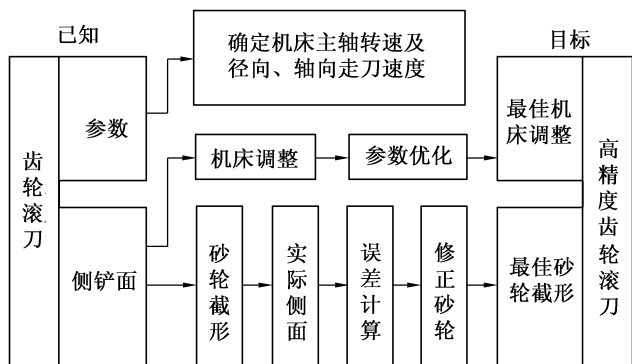 已知
目标
确定机床主轴转速及
径向、轴向走刀速度
齿轮滚刀
参数
机床调整
参数优化
最佳机
床调整
高精度齿轮滚刀
侧铲面
砂轮截形
实际侧面
误差计算
修正砂轮
最佳砂
轮截形